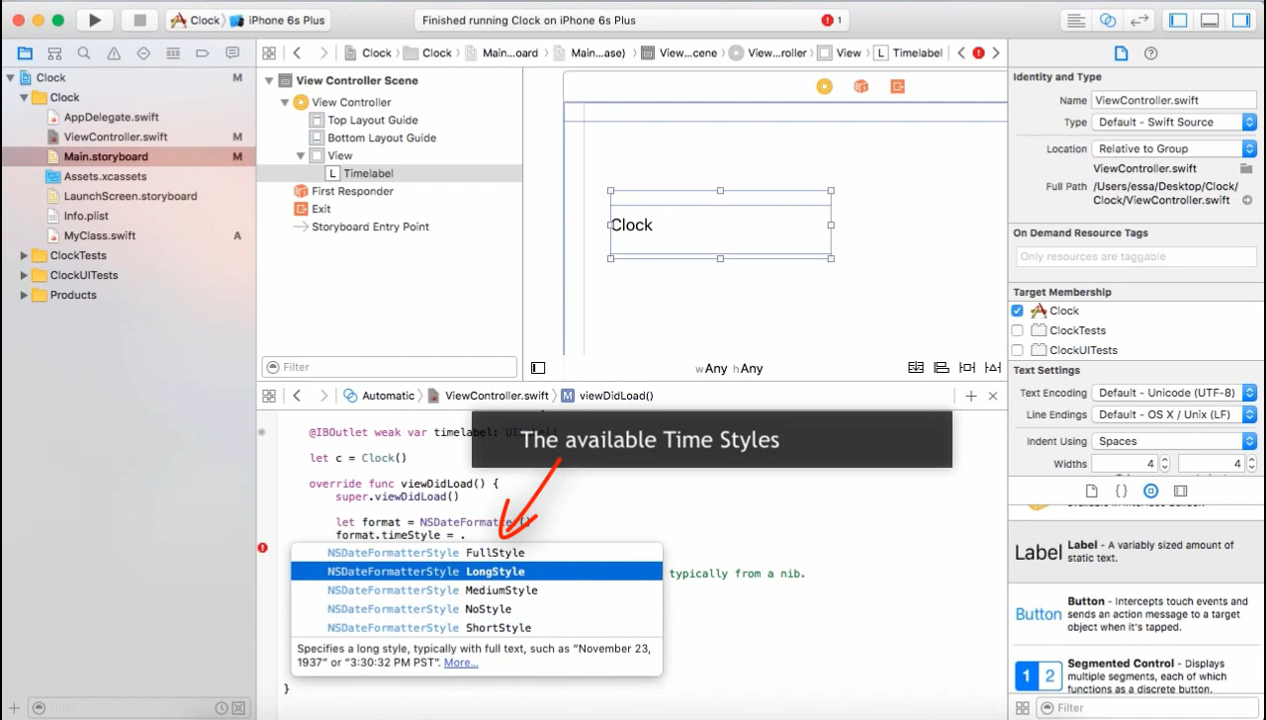 Clock
iPhone 6s Plus
Finished running Clock on iPhone 6s Plus
1
Clock
M
Clock
AppDelegate.swift
ViewController.swift
M
Main.storyboard
M
Assets.xcassets
LaunchScreen.storyboard
Info.plist
MyClass.swift
A
ClockTests
ClockUITests
Products
Clock
Clock
Main...oard
Main...ase)
View...cene
View...roller
View
L Timelabel
View Controller Scene
View Controller
Top Layout Guide
Bottom Layout Guide
View
L Timelabel
First Responder
Exit
Storyboard Entry Point
Filter
Clock
wAny hAny
Automatic
ViewController.swift
M viewDidLoad()
The available Time Styles
@IBOutlet weak var timelabel:
let c = Clock()
override func viewDidLoad() {
super.viewDidLoad()
let format = NSDateFormatter()
format.timeStyle = .
NSDateFormatterStyle FullStyle
NSDateFormatterStyle LongStyle
typically from a nib.
NSDateFormatterStyle MediumStyle
NSDateFormatterStyle NoStyle
NSDateFormatterStyle ShortStyle
Specifies a long style, typically with full text, such as “November 23,
1937” or “3:30:32 PM PST”. More...
}
Identity and Type
Name ViewController.swift
Type Default - Swift Source
Location Relative to Group
ViewController.swift
Full Path /Users/essa/Desktop/Clock/
Clock/ViewController.swift
On Demand Resource Tags
Only resources are taggable
Target Membership
Clock
ClockTests
ClockUITests
Text Settings
Text Encoding Default - Unicode (UTF-8)
Line Endings Default - OS X / Unix (LF)
Indent Using Spaces
Widths 4 4
Label
Label - A variably sized amount of
static text.
Button
Button - Intercepts touch events and
sends an action message to a target
object when it's tapped.
1 2
Segmented Control - Displays
multiple segments, each of which
functions as a discrete button.
Filter
Filter